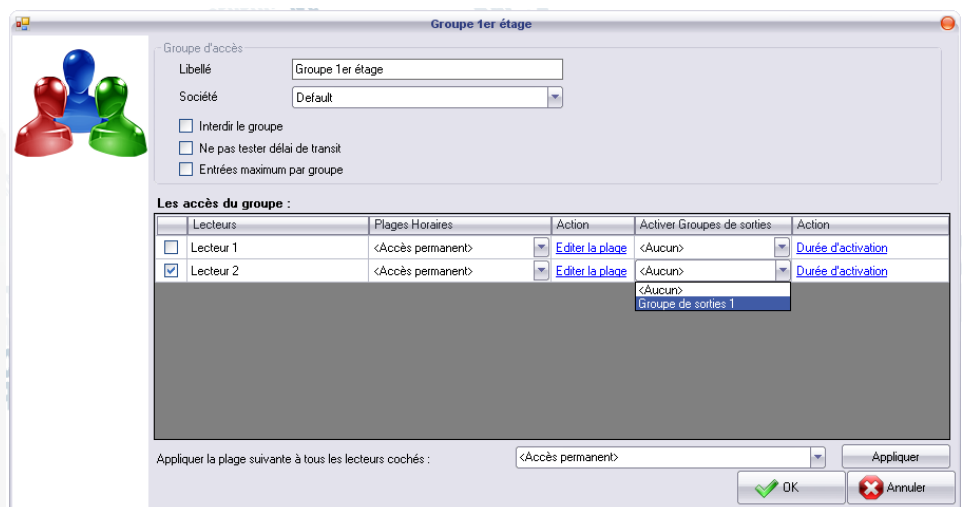 Groupe 1er étage
Groupe d'accès
Libellé Groupe 1er étage
Société Default
Interdir le groupe
Ne pas tester délai de transit
Entrées maximum par groupe
Les accès du groupe :
Lecteurs Plages Horaires Action Activer Groupes de sorties Action
Lecteur 1 <Accès permanent> Editer la plage <Aucun> Durée d'activation
Lecteur 2 <Accès permanent> Editer la plage <Aucun> Durée d'activation
<Aucun>
Groupe de sorties 1
Appliquer la plage suivante à tous les lecteurs cochés : <Accès permanent> Appliquer
OK Annuler